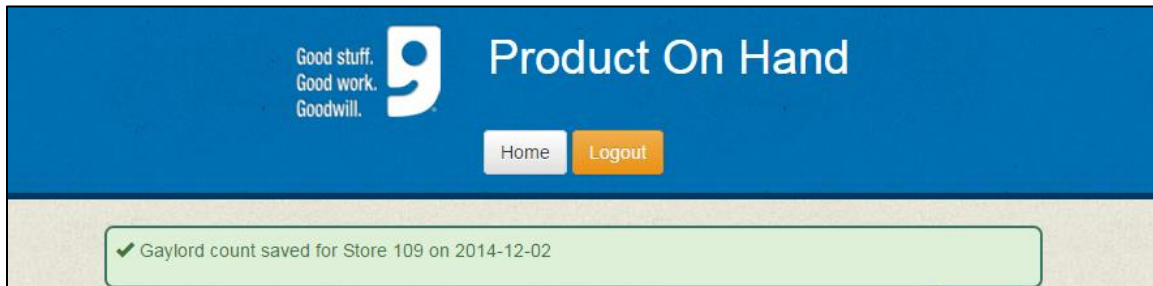 Good stuff.
Good work.
Goodwill.
Product On Hand
Home
Logout
Gaylord count saved for Store 109 on 2014-12-02